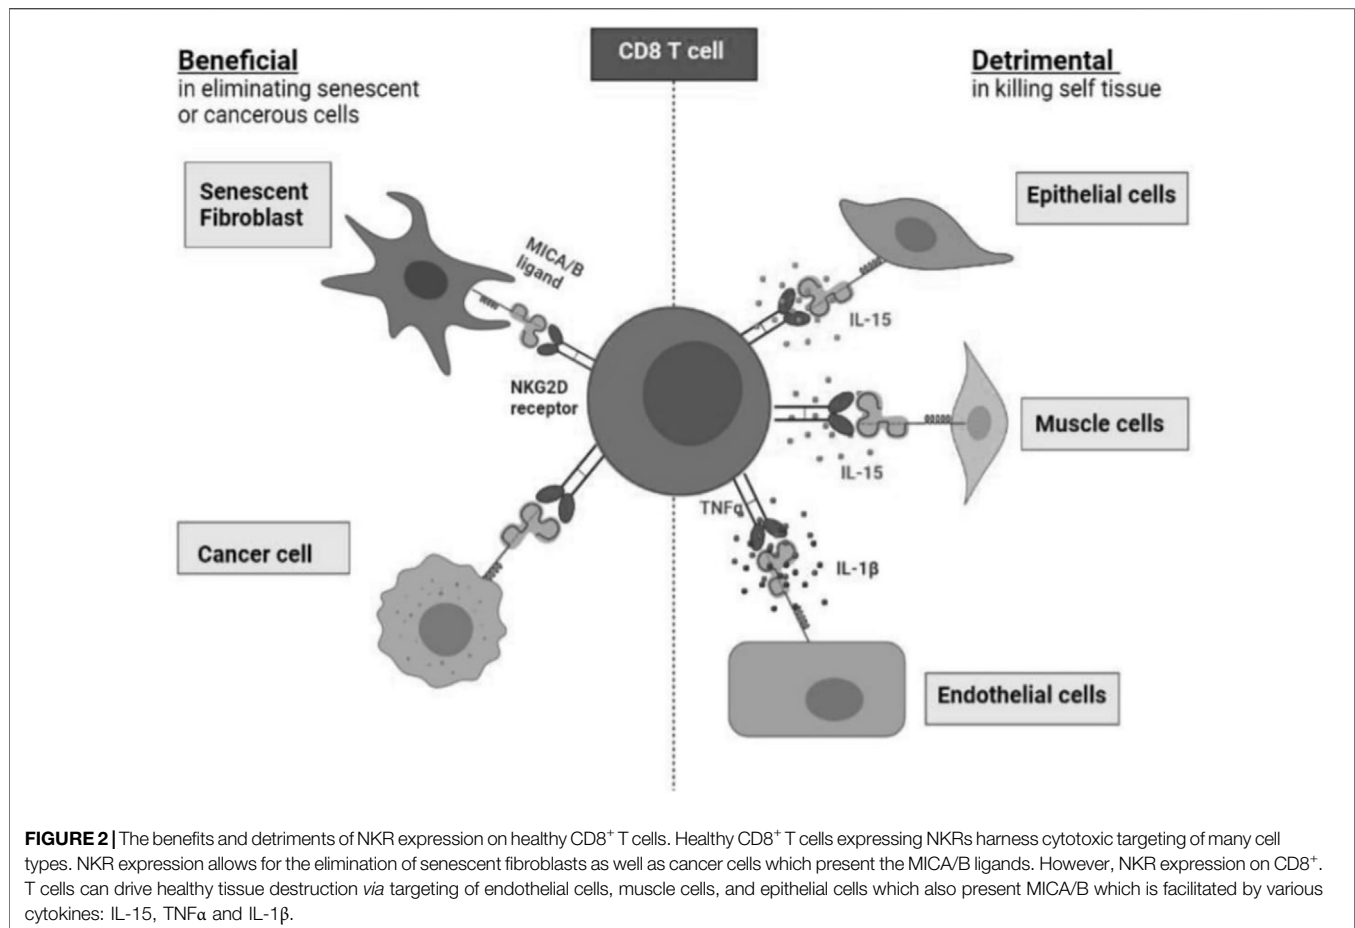 CD8 T cell
Beneficial
in eliminating senescent
or cancerous cells
Detrimental
in killing self tissue
Senescent
Fibroblast
MICA/B
ligand
NKG2D
receptor
Cancer cell
Epithelial cells
IL-15
Muscle cells
IL-15
TNFα
IL-1β
Endothelial cells
FIGURE 2 | The benefits and detriments of NKR expression on healthy CD8⁺ T cells. Healthy CD8⁺ T cells expressing NKRs harness cytotoxic targeting of many cell
types. NKR expression allows for the elimination of senescent fibroblasts as well as cancer cells which present the MICA/B ligands. However, NKR expression on CD8⁺.
T cells can drive healthy tissue destruction via targeting of endothelial cells, muscle cells, and epithelial cells which also present MICA/B which is facilitated by various
cytokines: IL-15, TNFα and IL-1β.